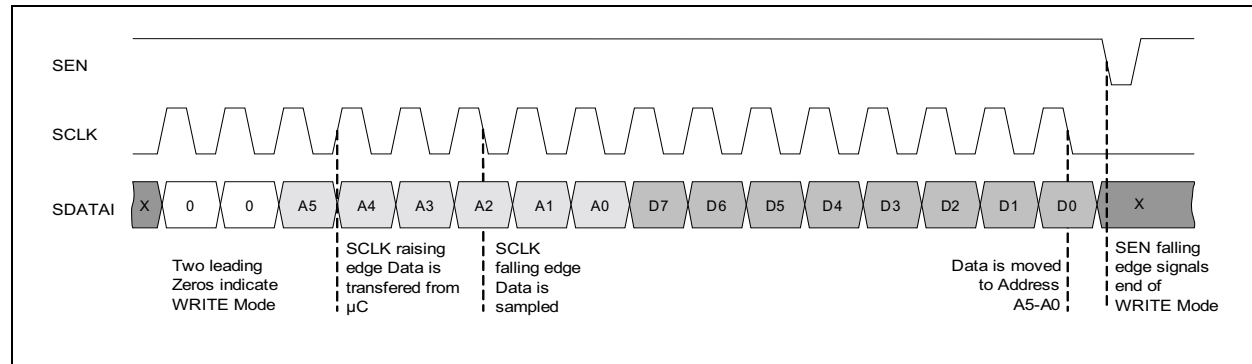 SEN
SCLK
SDATAI
X 0 0 A5 A4 A3 A2 A1 A0 D7 D6 D5 D4 D3 D2 D1 D0 X
Two leading
Zeros indicate
WRITE Mode
SCLK raising
edge Data is
transfered from
µC
SCLK
falling edge
Data is
sampled
Data is moved
to Address
A5-A0
SEN falling
edge signals
end of
WRITE Mode